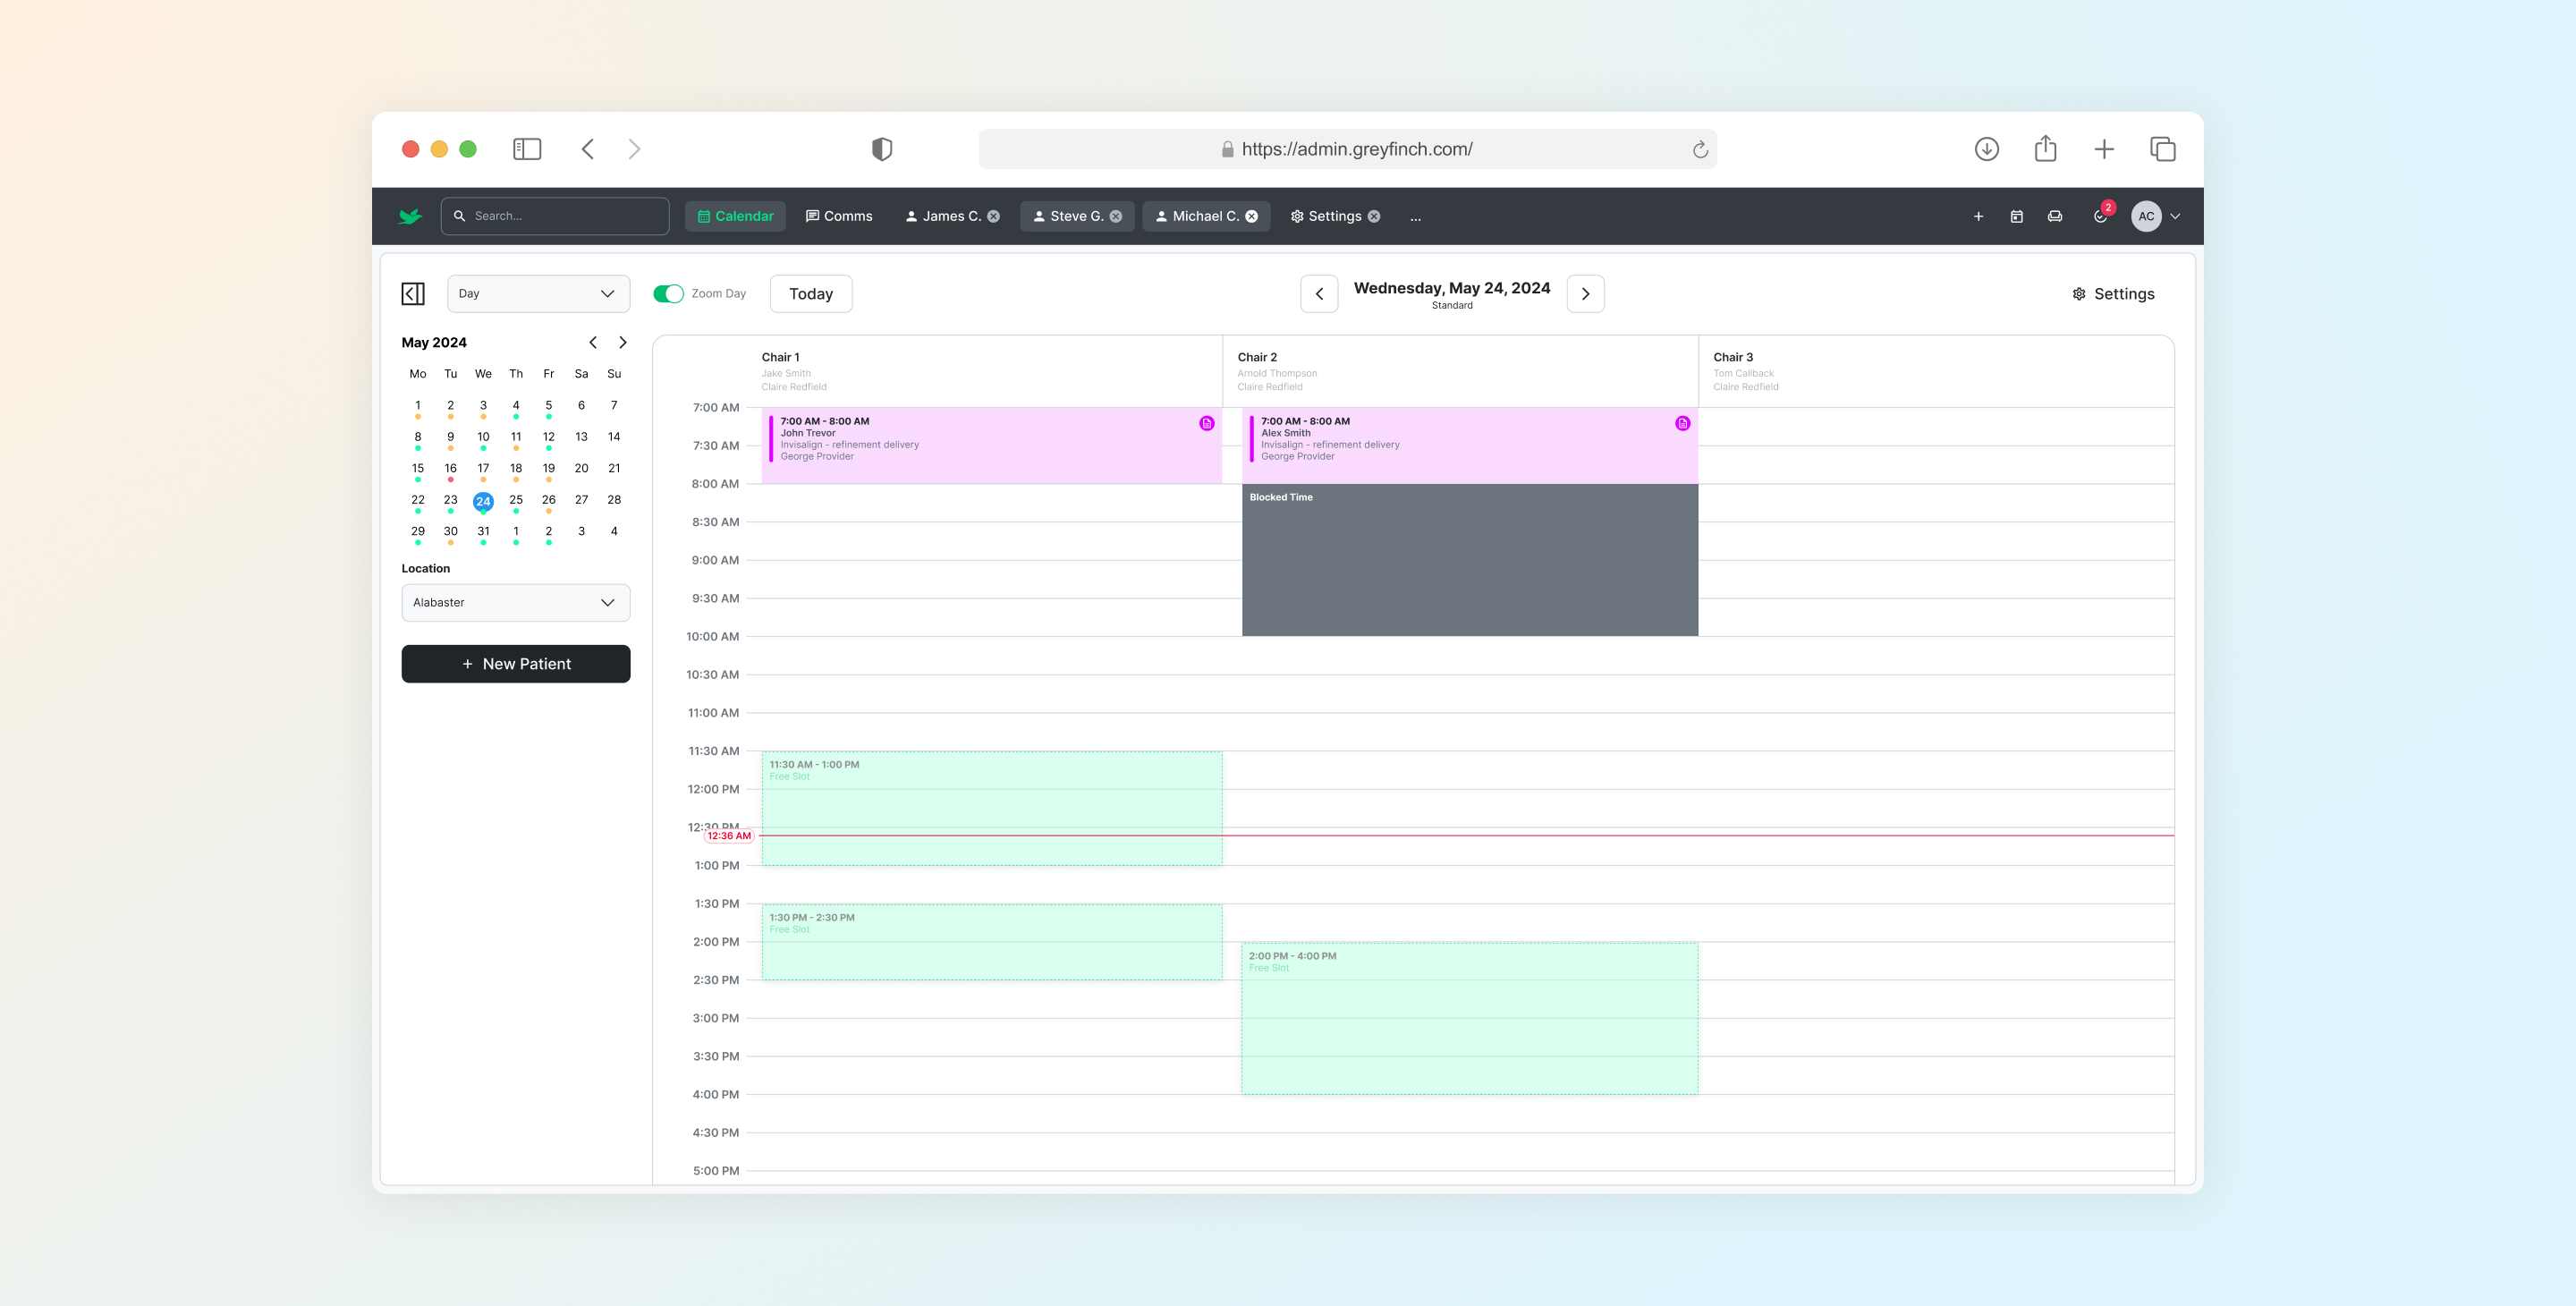 https://admin.greyfinch.com/
Search...
Calendar
Comms
James C.
Steve G.
Michael C.
Settings
...
2
AC
Day
Zoom Day
Today
Wednesday, May 24, 2024
Standard
Settings
May 2024
Mo Tu We Th Fr Sa Su
1 2 3 4 5 6 7
8 9 10 11 12 13 14
15 16 17 18 19 20 21
22 23 24 25 26 27 28
29 30 31 1 2 3 4
Location
Alabaster
+ New Patient
Chair 1
Jake Smith
Claire Redfield
Chair 2
Arnold Thompson
Claire Redfield
Chair 3
Tom Callback
Claire Redfield
7:00 AM
7:30 AM
8:00 AM
8:30 AM
9:00 AM
9:30 AM
10:00 AM
10:30 AM
11:00 AM
11:30 AM
12:00 PM
12:30 PM
12:36 AM
1:00 PM
1:30 PM
2:00 PM
2:30 PM
3:00 PM
3:30 PM
4:00 PM
4:30 PM
5:00 PM
7:00 AM - 8:00 AM
John Trevor
Invisalign - refinement delivery
George Provider
11:30 AM - 1:00 PM
Free Slot
1:30 PM - 2:30 PM
Free Slot
7:00 AM - 8:00 AM
Alex Smith
Invisalign - refinement delivery
George Provider
Blocked Time
2:00 PM - 4:00 PM
Free Slot